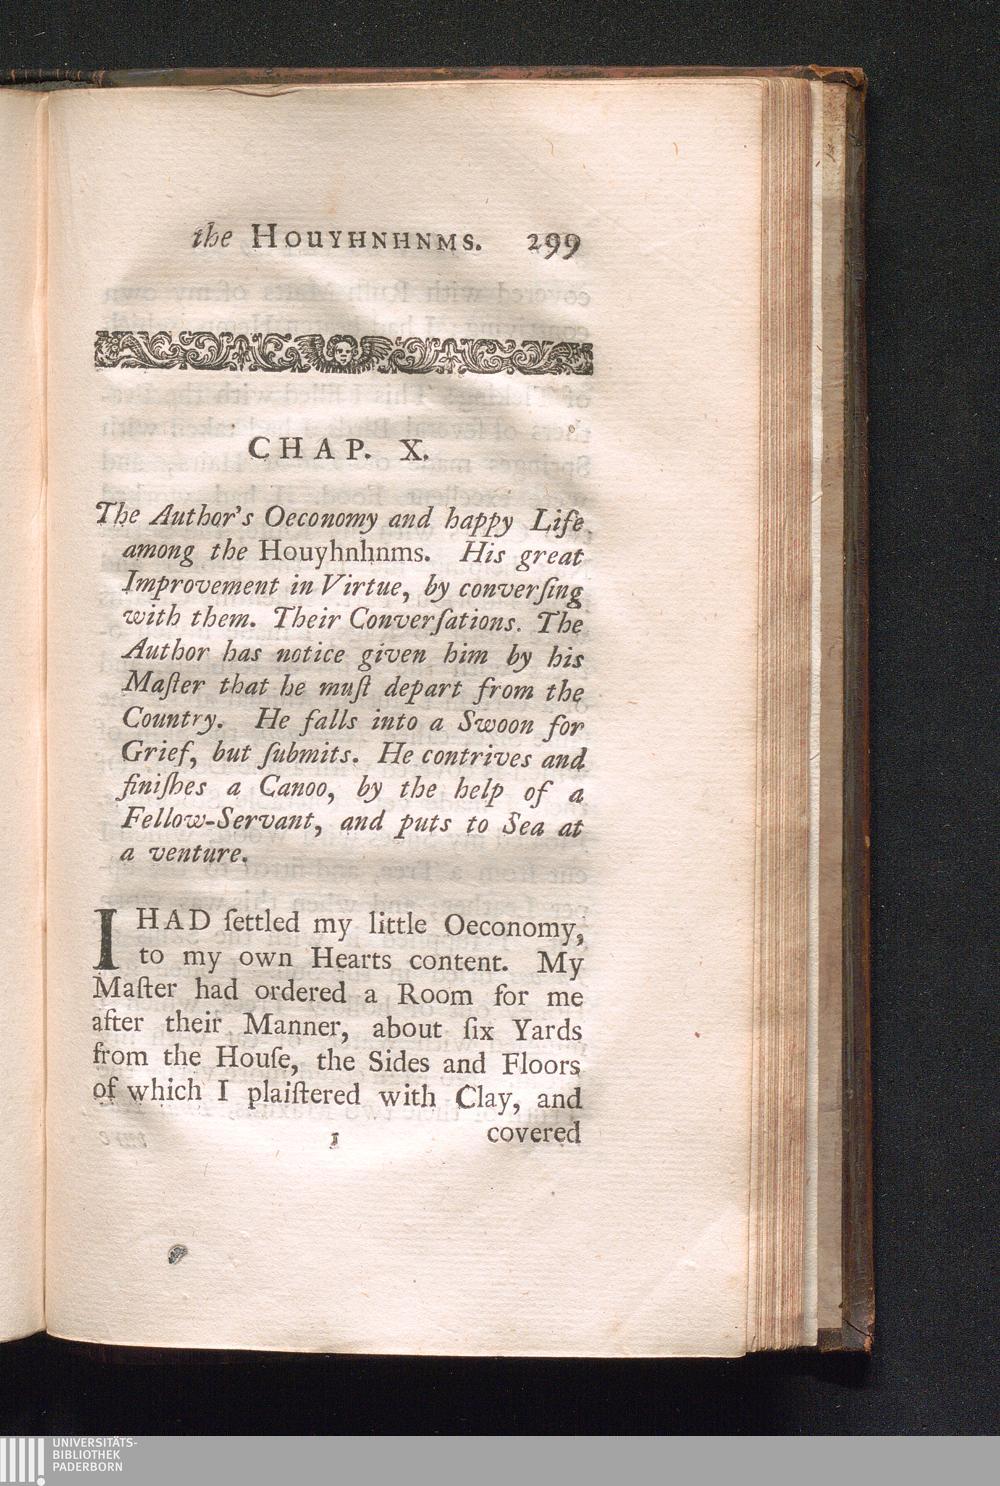 the HOUYHNHNMS. 299
CHAP. X.
The Author's Oeconomy and happy Life
among the Houyhnhnms. His great
Improvement in Virtue, by converſing
with them. Their Converſations. The
Author has notice given him by his
Maſter that he muſt depart from the
Country. He falls into a Swoon for
Grief, but ſubmits. He contrives and
finiſhes a Canoo, by the help of a
Fellow-Servant, and puts to Sea at
a venture.
I HAD ſettled my little Oeconomy,
to my own Hearts content. My
Maſter had ordered a Room for me
after their Manner, about ſix Yards
from the Houſe, the Sides and Floors
of which I plaiſtered with Clay, and
1 covered
UNIVERSITÄTS-
BIBLIOTHEK
PADERBORN